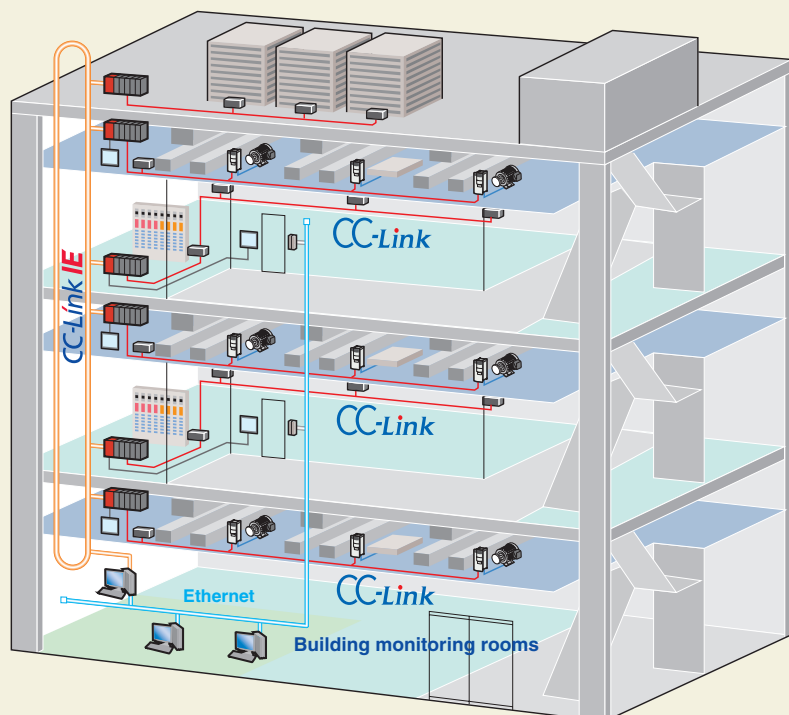 CC-Link
CC-Link IE
CC-Link
CC-Link
Ethernet
Building monitoring rooms